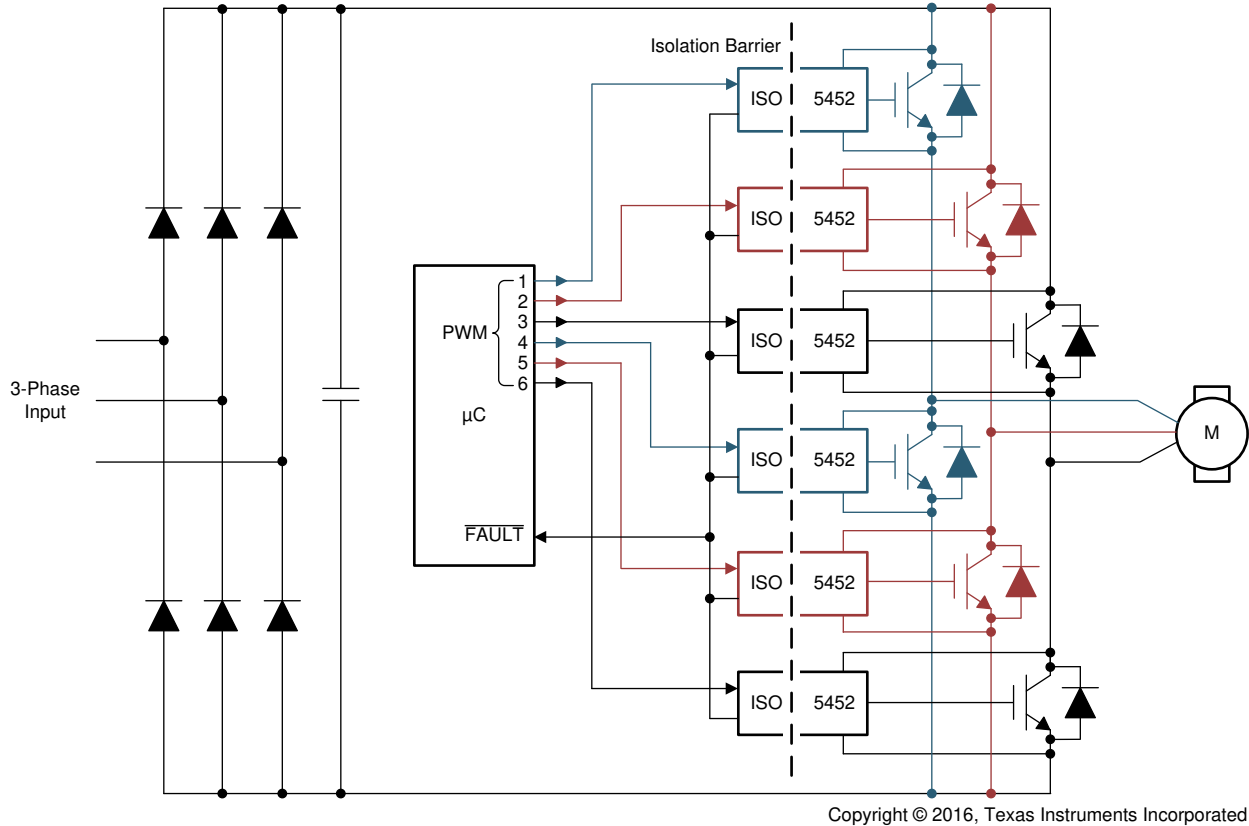 Isolation Barrier
ISO 5452
ISO 5452
1
2
3
4
5
6
PWM
µC
FAULT
3-Phase
Input
ISO 5452
ISO 5452
ISO 5452
ISO 5452
M
Copyright © 2016, Texas Instruments Incorporated